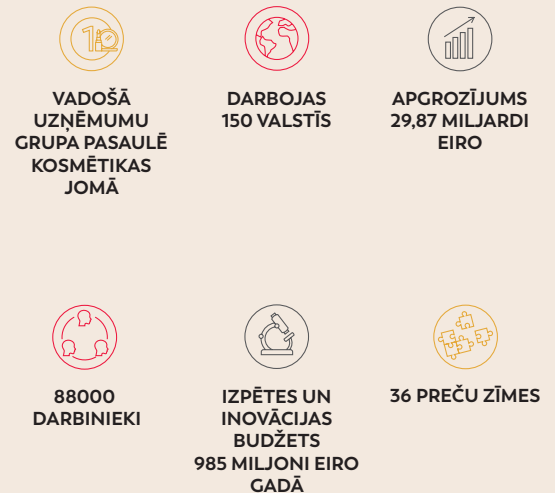 1
VADOŠĀ
UZŅĒMUMU
GRUPA PASAULĒ
KOSMĒTIKAS
JOMĀ
DARBOJAS
150 VALSTĪS
APGROZĪJUMS
29,87 MILJARDI
EIRO
88000
DARBINIEKI
IZPĒTES UN
INOVĀCIJAS
BUDŽETS
985 MILJONI EIRO
GADĀ
36 PREČU ZĪMES